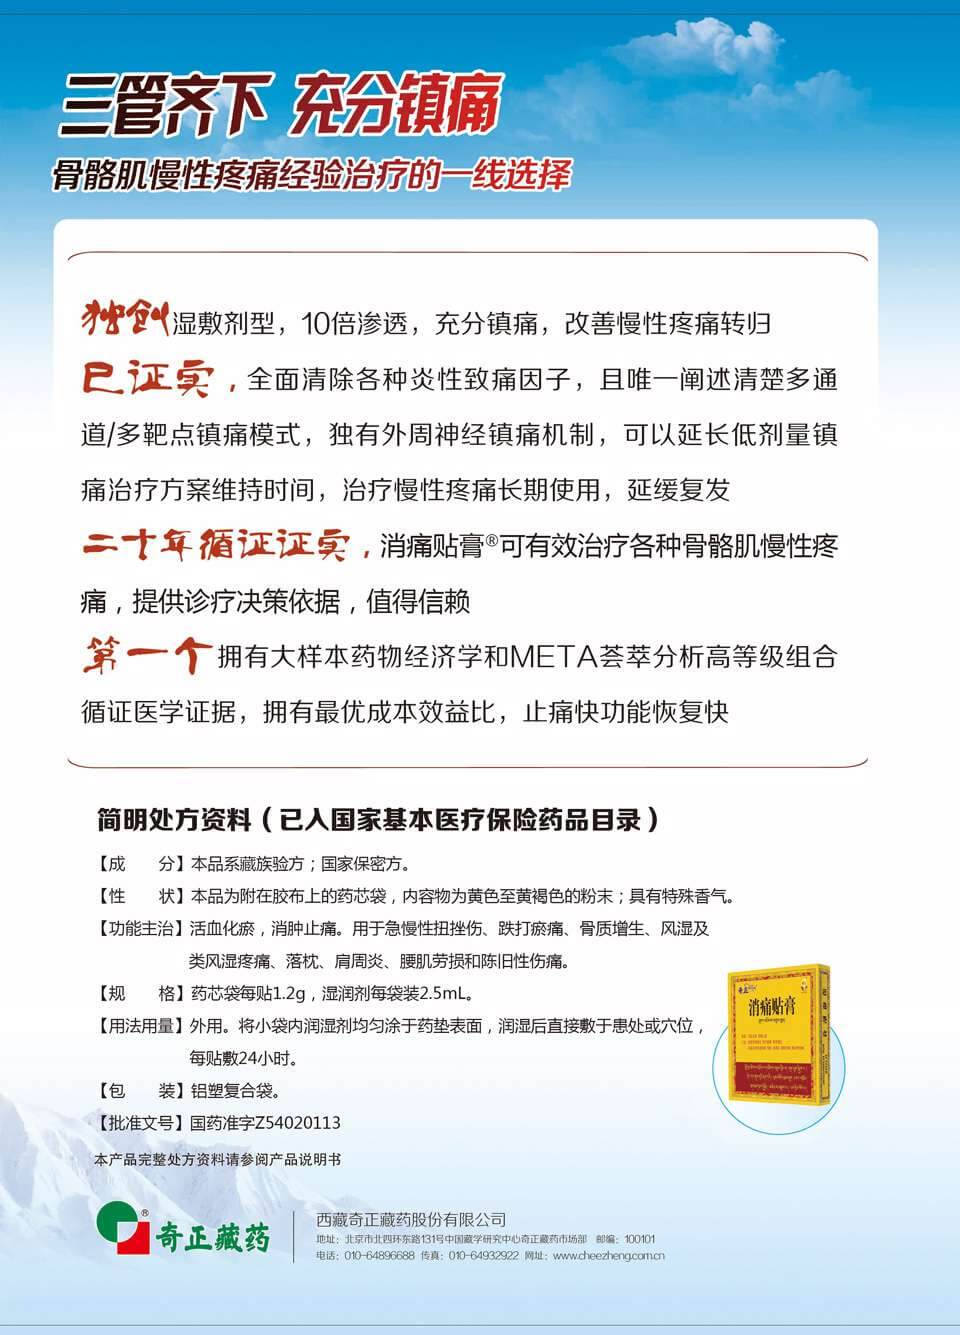 三管齐下 充分镇痛
骨骼肌慢性疼痛经验治疗的一线选择
独创湿敷剂型，10倍渗透，充分镇痛，改善慢性疼痛转归
已证实，全面清除各种炎性致痛因子，且唯一阐述清楚多通
道/多靶点镇痛模式，独有外周神经镇痛机制，可以延长低剂量镇
痛治疗方案维持时间，治疗慢性疼痛长期使用，延缓复发
二十年循证证实，消痛贴膏®可有效治疗各种骨骼肌慢性疼
痛，提供诊疗决策依据，值得信赖
第一个拥有大样本药物经济学和META荟萃分析高等级组合
循证医学证据，拥有最优成本效益比，止痛快功能恢复快
简明处方资料（已入国家基本医疗保险药品目录）
【成 分】本品系藏族验方；国家保密方。
【性 状】本品为附在胶布上的药芯袋，内容物为黄色至黄褐色的粉末；具有特殊香气。
【功能主治】活血化瘀，消肿止痛。用于急慢性扭挫伤、跌打瘀痛、骨质增生、风湿及
类风湿疼痛、落枕、肩周炎、腰肌劳损和陈旧性伤痛。
【规 格】药芯袋每贴1.2g，湿润剂每袋装2.5mL。
【用法用量】外用。将小袋内润湿剂均匀涂于药垫表面，润湿后直接敷于患处或穴位，
每贴敷24小时。
【包 装】铝塑复合袋。
【批准文号】国药准字Z54020113
本产品完整处方资料请参阅产品说明书
奇正
消痛贴膏
®
奇正藏药
西藏奇正藏药股份有限公司
地址：北京市北四环东路131号中国藏学研究中心奇正藏药市场部 邮编：100101
电话：010-64896688 传真：010-64932922 网址：www.cheezheng.com.cn